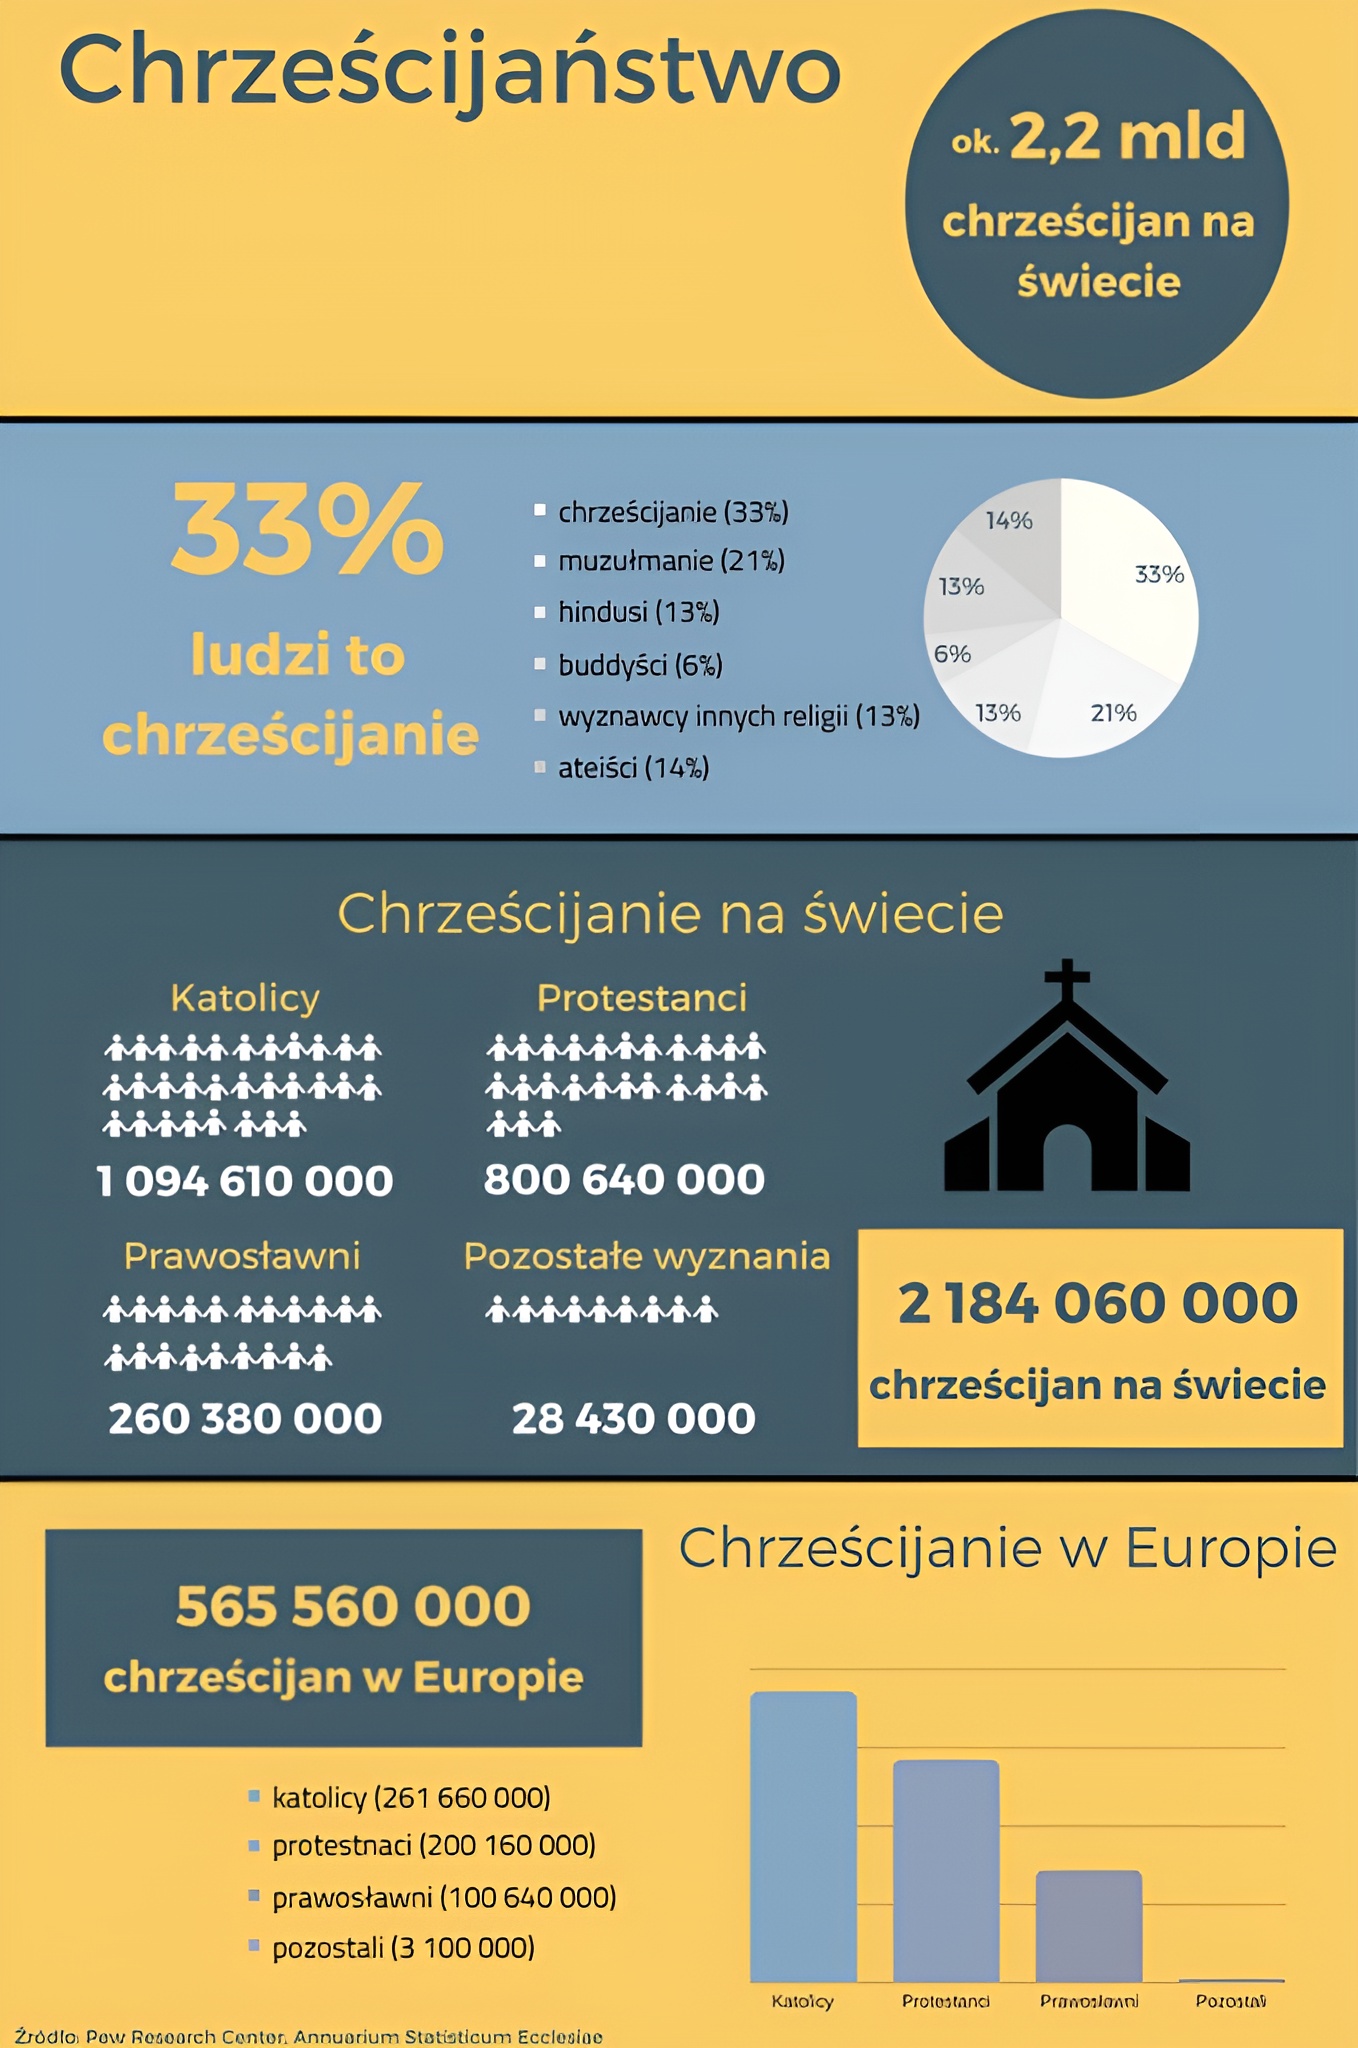 Chrześcijaństwo
ok. 2,2 mld
chrześcijan na
świecie
33%
ludzi to
chrześcijanie
chrześcijanie (33%)
muzułmanie (21%)
hindusi (13%)
buddyści (6%)
wyznawcy innych religii (13%)
ateiści (14%)
14%
33%
13%
6%
13%
21%
Chrześcijanie na świecie
Katolicy
1 094 610 000
Protestanci
800 640 000
Prawosławni
260 380 000
Pozostałe wyznania
28 430 000
2 184 060 000
chrześcijan na świecie
565 560 000
chrześcijan w Europie
katolicy (261 660 000)
protestnaci (200 160 000)
prawosławni (100 640 000)
pozostali (3 100 000)
Chrześcijanie w Europie
Katolicy
Protestanci
Prawosławni
Pozostali
Źródło: Pew Research Center, Annuarium Statisticum Ecclesiae